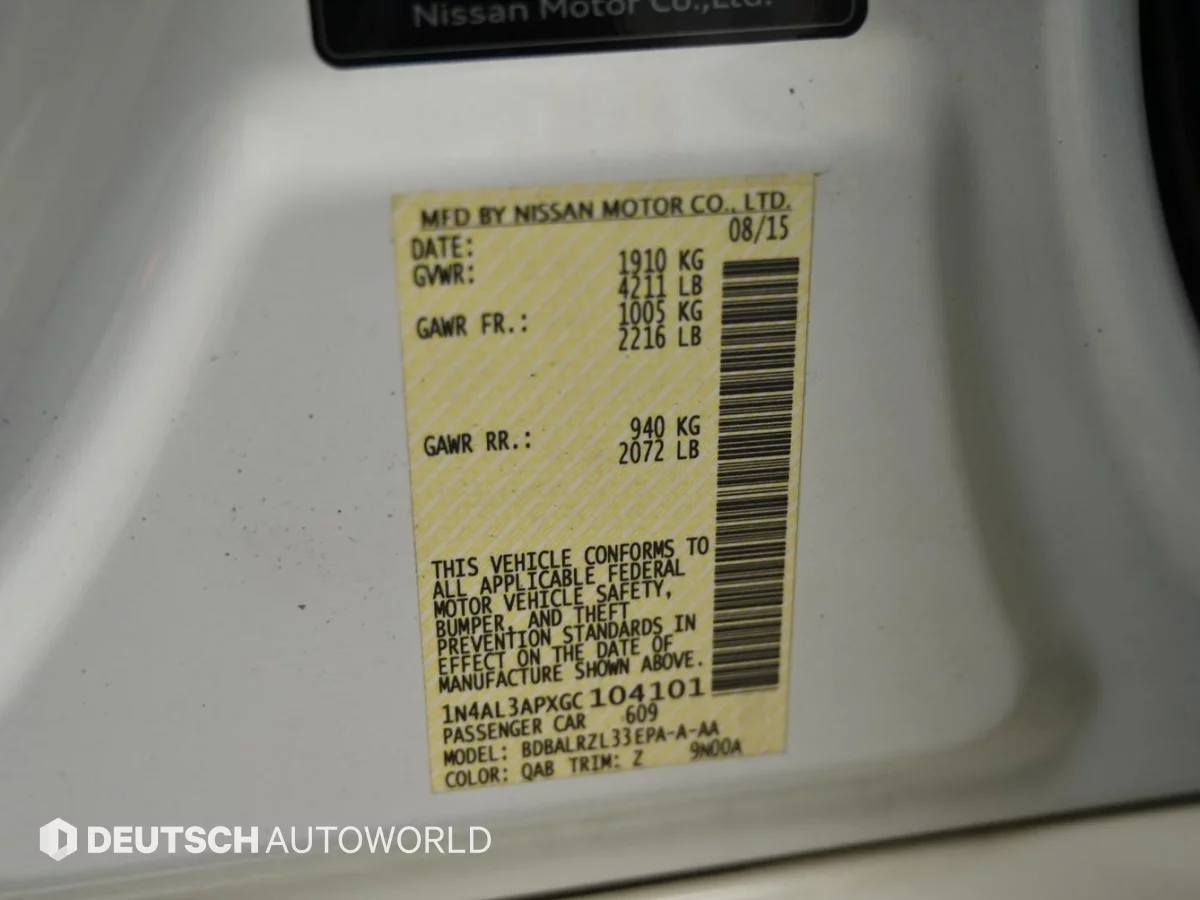 Nissan Motor Co.,Ltd.
MFD BY NISSAN MOTOR CO., LTD.
DATE: 08/15
GVWR: 1910 KG
4211 LB
GAWR FR.: 1005 KG
2216 LB
GAWR RR.: 940 KG
2072 LB
THIS VEHICLE CONFORMS TO
ALL APPLICABLE FEDERAL
MOTOR VEHICLE SAFETY,
BUMPER, AND THEFT
PREVENTION STANDARDS IN
EFFECT ON THE DATE OF
MANUFACTURE SHOWN ABOVE.
1N4AL3APXGC104101
PASSENGER CAR 609
MODEL: BDBALRZL33EPA-A-AA
COLOR: QAB TRIM: Z 9N00A
DEUTSCH AUTOWORLD